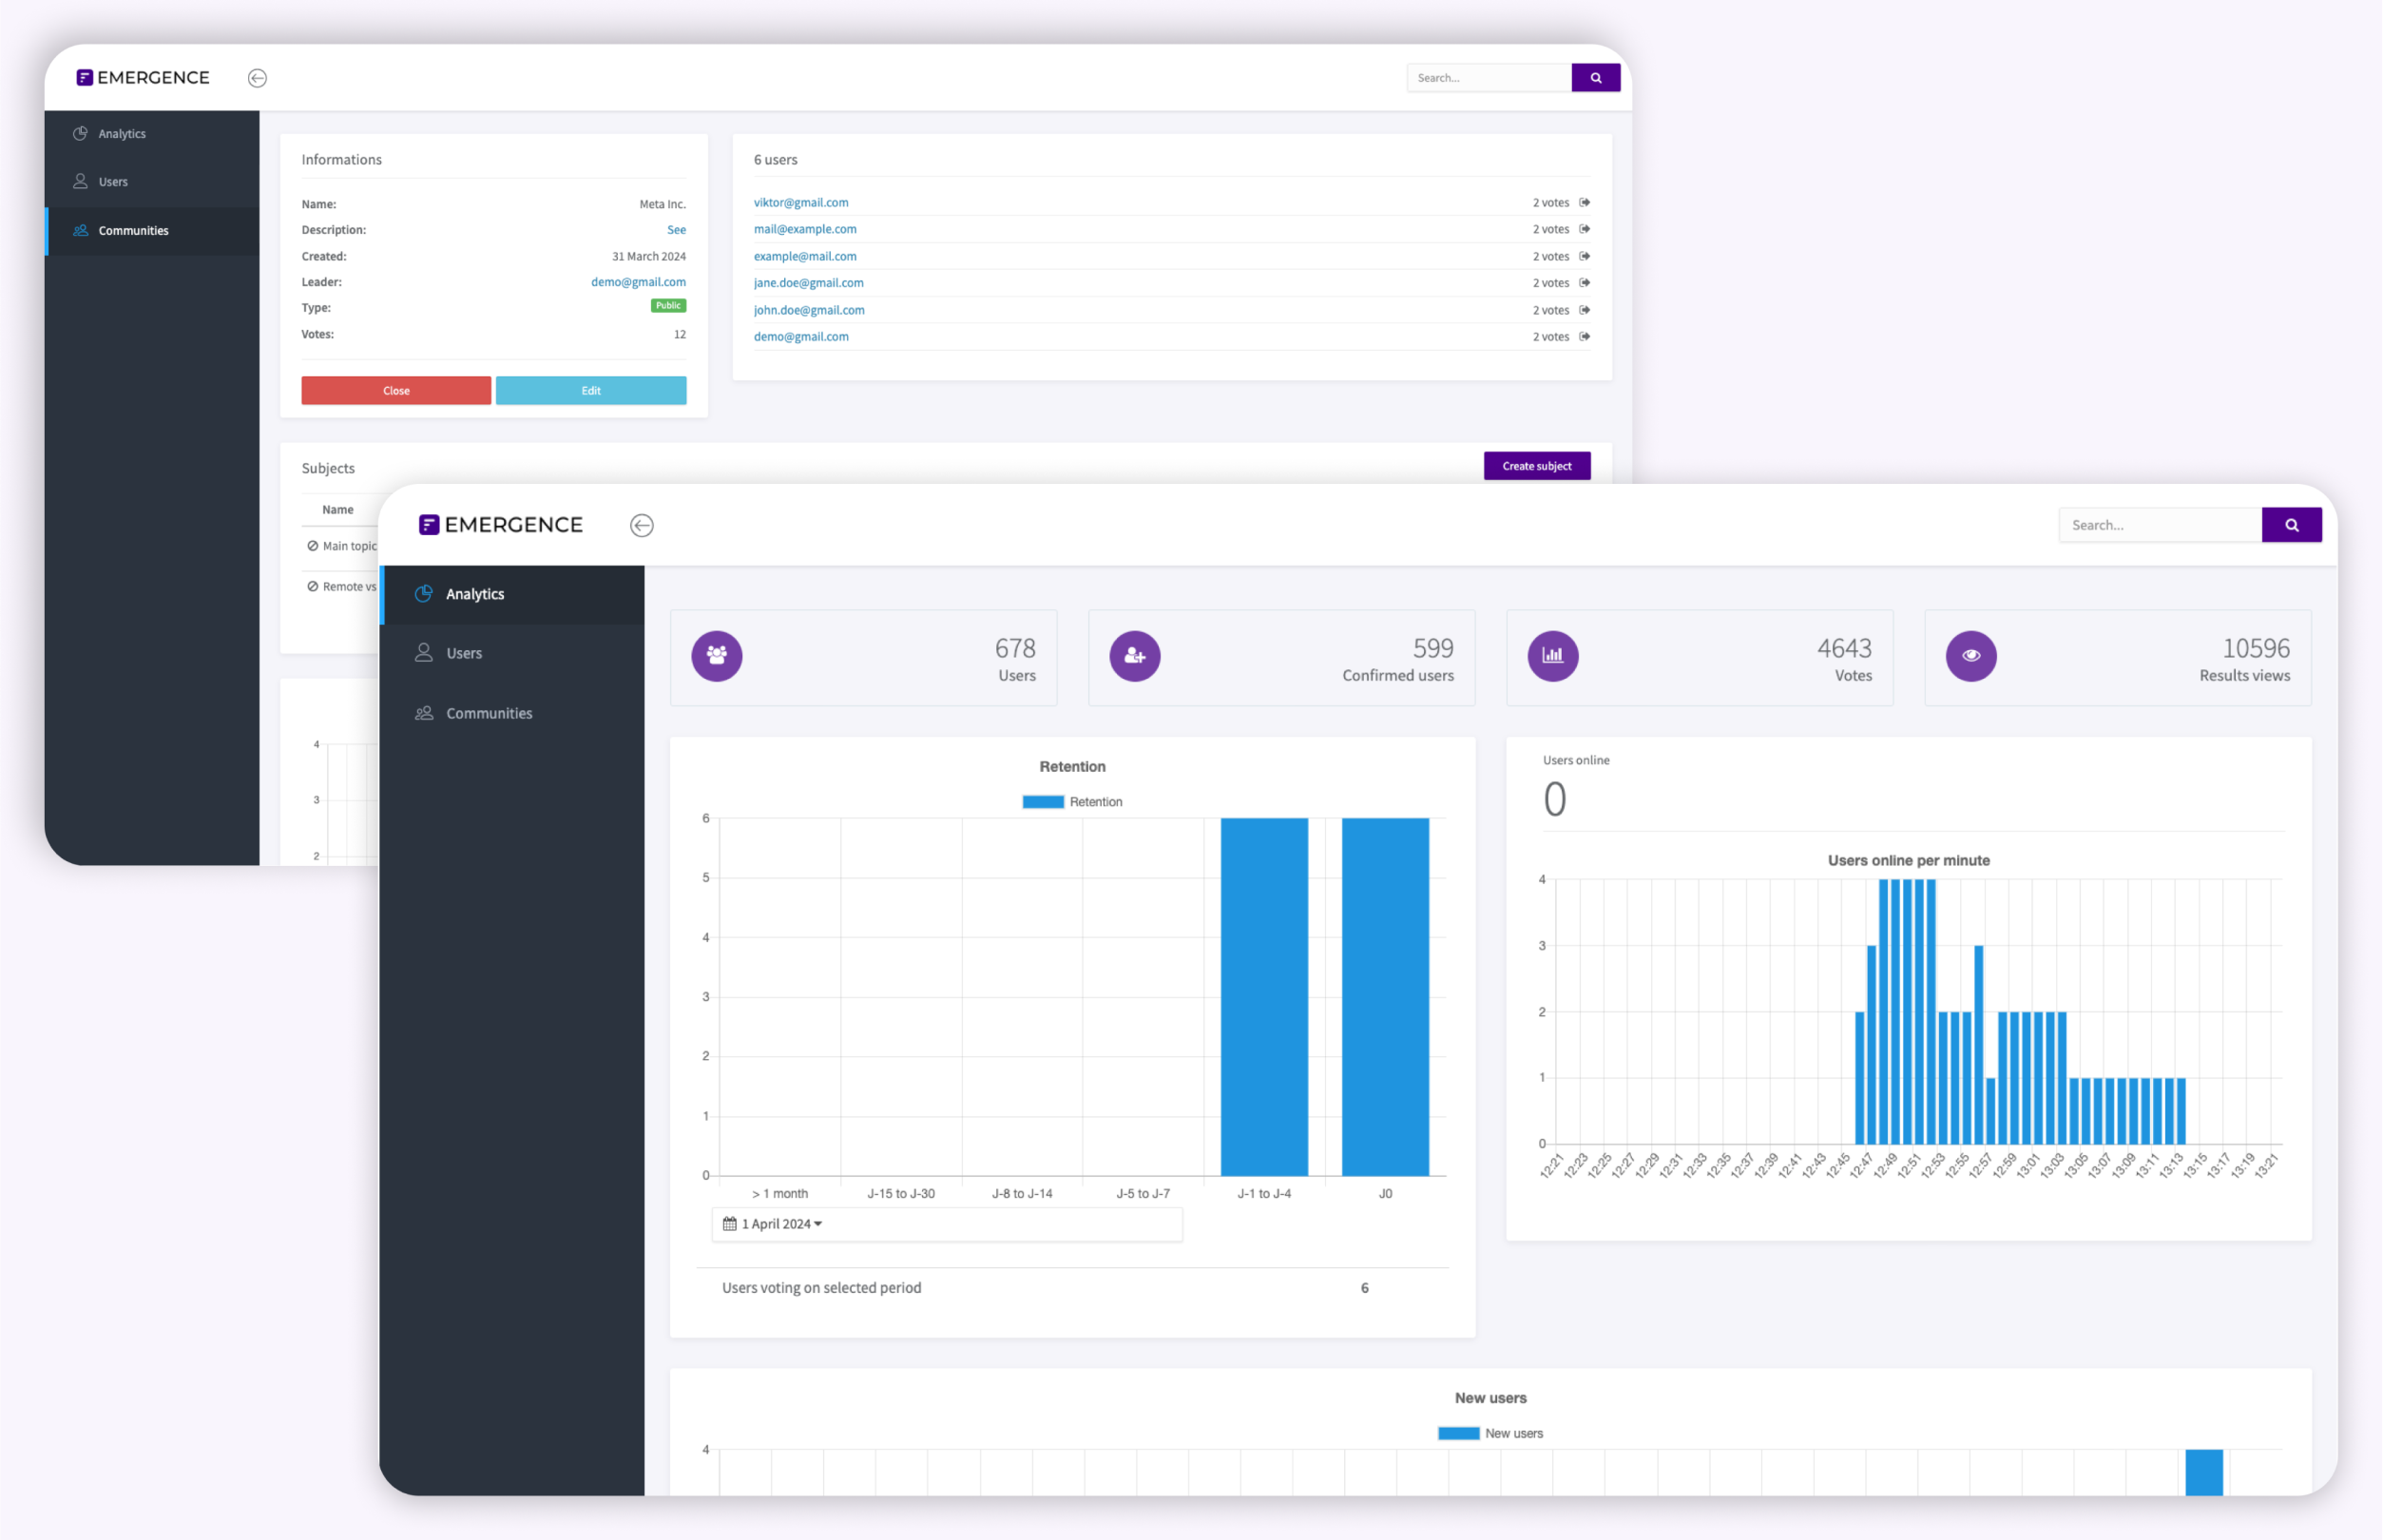 EMERGENCE
Search...
Analytics
Users
Communities
Informations
Name: Meta Inc.
Description: See
Created: 31 March 2024
Leader: demo@gmail.com
Type: Public
Votes: 12
Close Edit
6 users
viktor@gmail.com 2 votes
mail@example.com 2 votes
example@mail.com 2 votes
jane.doe@gmail.com 2 votes
john.doe@gmail.com 2 votes
demo@gmail.com 2 votes
Subjects Create subject
Name
Main topic
Remote vs
4
3
2
EMERGENCE
Search...
Analytics
Users
Communities
678
Users
599
Confirmed users
4643
Votes
10596
Results views
Retention
Retention
6
5
4
3
2
1
0
> 1 month J-15 to J-30 J-8 to J-14 J-5 to J-7 J-1 to J-4 J0
1 April 2024
Users voting on selected period 6
Users online
0
Users online per minute
4
3
2
1
0
12:21 12:23 12:25 12:27 12:29 12:31 12:33 12:35 12:37 12:39 12:41 12:43 12:45 12:47 12:49 12:51 12:53 12:55 12:57 12:59 13:01 13:03 13:05 13:07 13:09 13:11 13:13 13:15 13:17 13:19 13:21
New users
New users
4